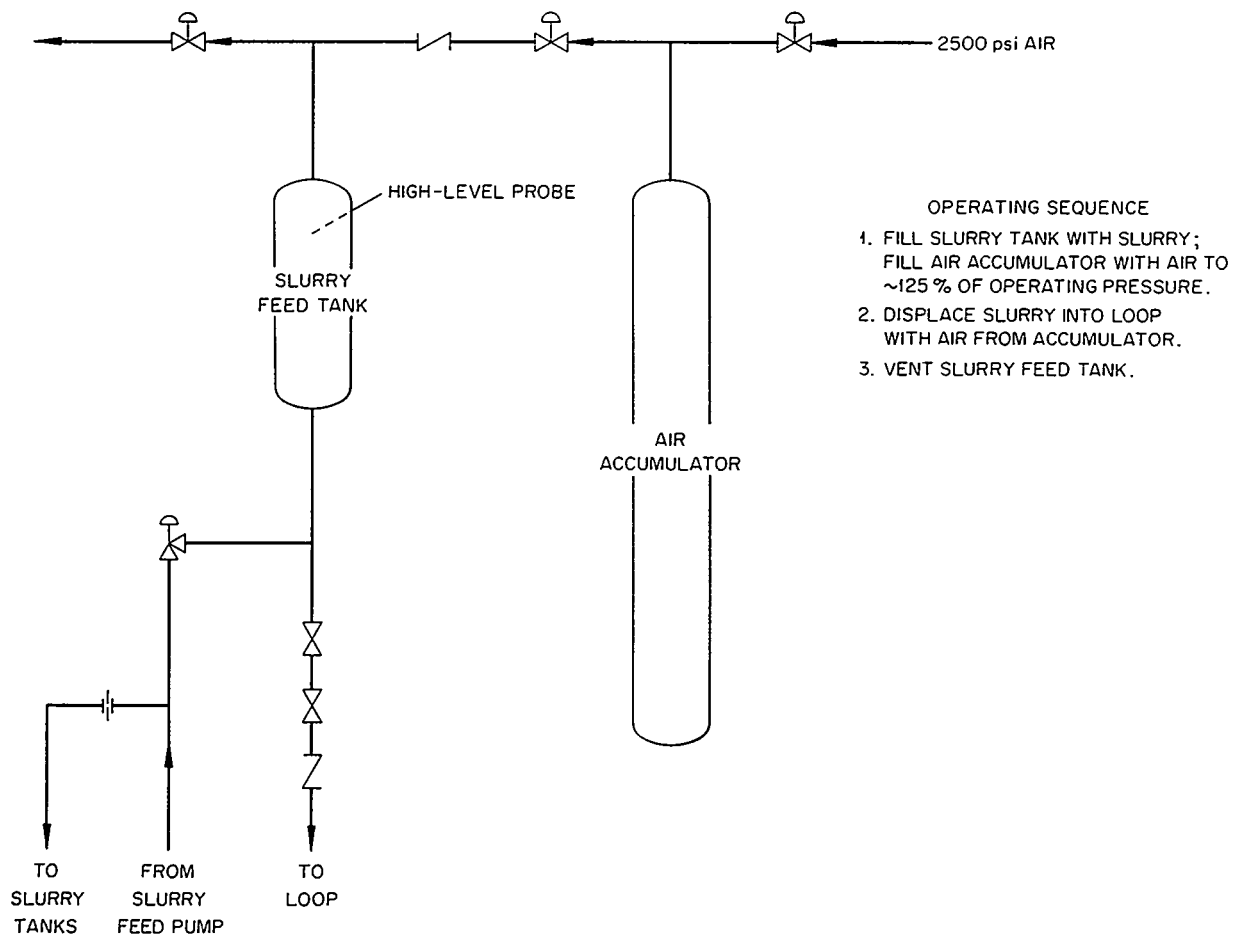 2500 psi AIR
HIGH-LEVEL PROBE
SLURRY
FEED TANK
OPERATING SEQUENCE
1. FILL SLURRY TANK WITH SLURRY;
FILL AIR ACCUMULATOR WITH AIR TO
~125 % OF OPERATING PRESSURE.
2. DISPLACE SLURRY INTO LOOP
WITH AIR FROM ACCUMULATOR.
3. VENT SLURRY FEED TANK.
AIR
ACCUMULATOR
TO
SLURRY
TANKS
FROM
SLURRY
FEED PUMP
TO
LOOP